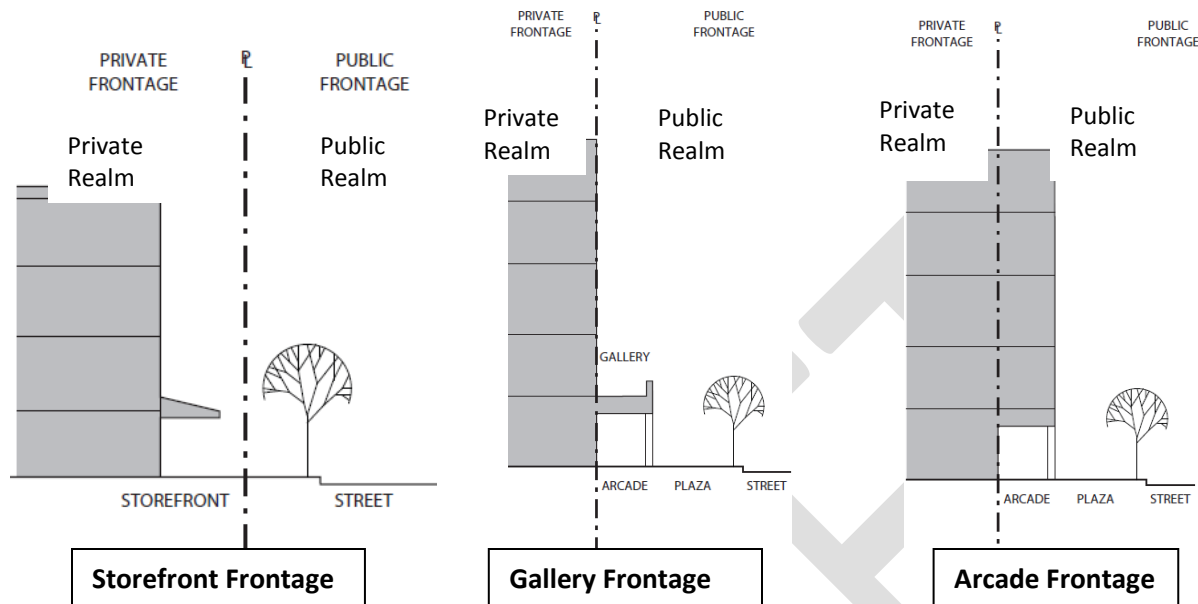 PRIVATE
FRONTAGE
PL
PUBLIC
FRONTAGE
Private
Realm
Public
Realm
STOREFRONT
STREET
Storefront Frontage
PRIVATE
FRONTAGE
PL
PUBLIC
FRONTAGE
Private
Realm
Public
Realm
GALLERY
ARCADE
PLAZA
STREET
Gallery Frontage
PRIVATE
FRONTAGE
PL
PUBLIC
FRONTAGE
Private
Realm
Public
Realm
ARCADE
PLAZA
STREET
Arcade Frontage